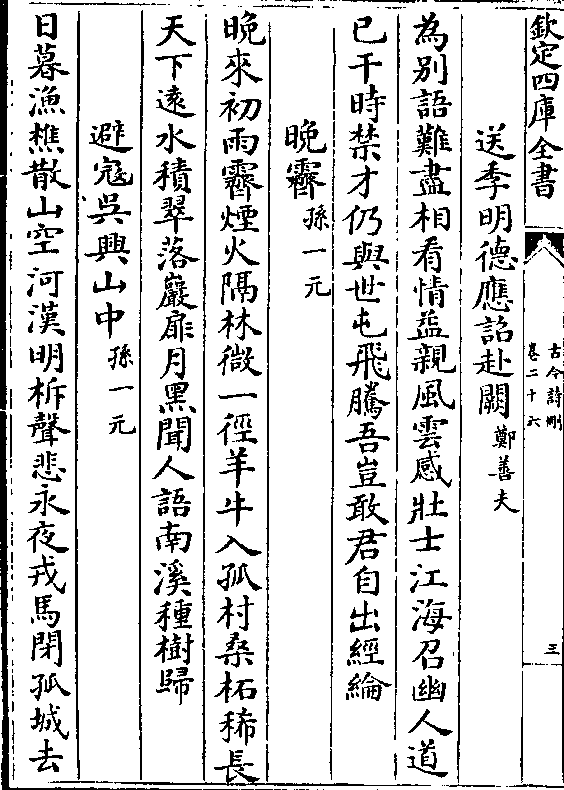 欽定四庫全書
古今詩刪
卷二十六
三
送季明德應詔赴闕 鄭善夫
為別語難盡相看情益親風雲感壯士江海召幽人道
已干時禁才仍與世屯飛騰吾豈敢君自出經綸
晚霽 孫一元
晚來初雨霽煙火隔林微一徑羊牛入孤村桑柘稀長
天下遠水積翠落巖扉月黑聞人語南溪種樹歸
避寇吳興山中 孫一元
日暮漁樵散山空河漢明柝聲悲永夜戎馬閉孤城去